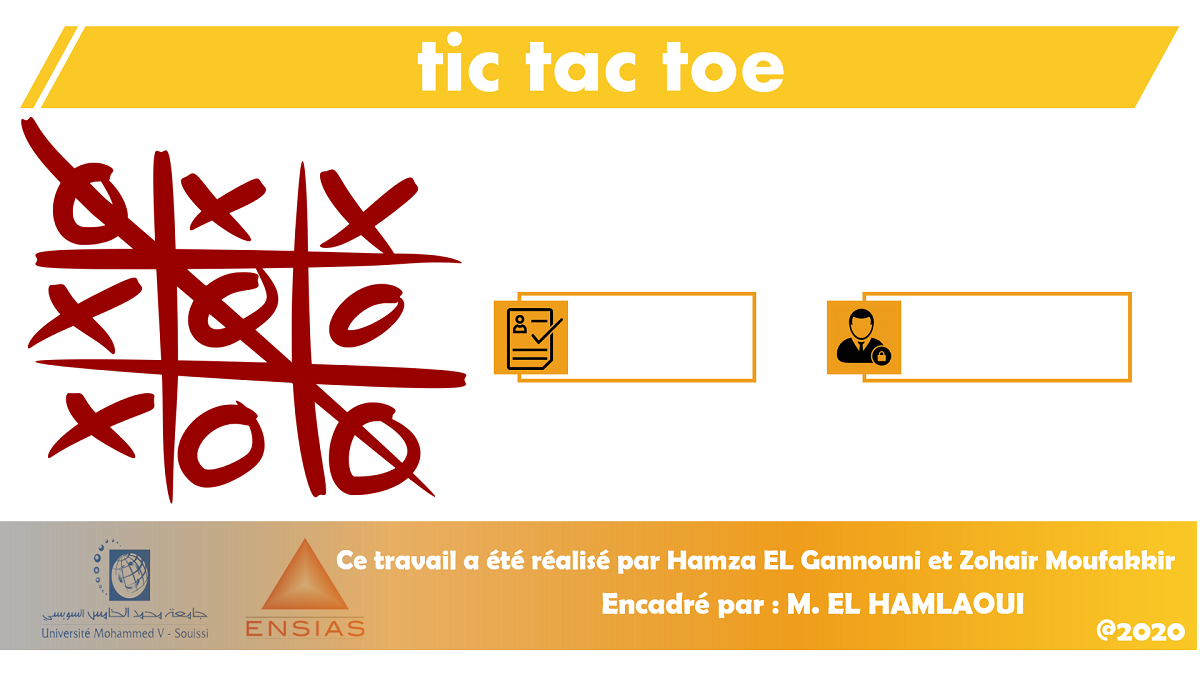 tic tac toe
Ce travail a été réalisé par Hamza EL Gannouni et Zohair Moufakkir
Encadré par : M. EL HAMLAOUI
@2020
جامعة محمد الخامس السويسي
Université Mohammed V - Souissi
ENSIAS